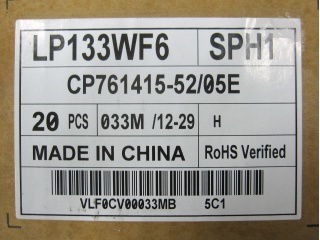 LP133WF6 SPH1
CP761415-52/05E
20 PCS 033M /12-29 H
MADE IN CHINA RoHS Verified
VLF0CV00033MB 5C1